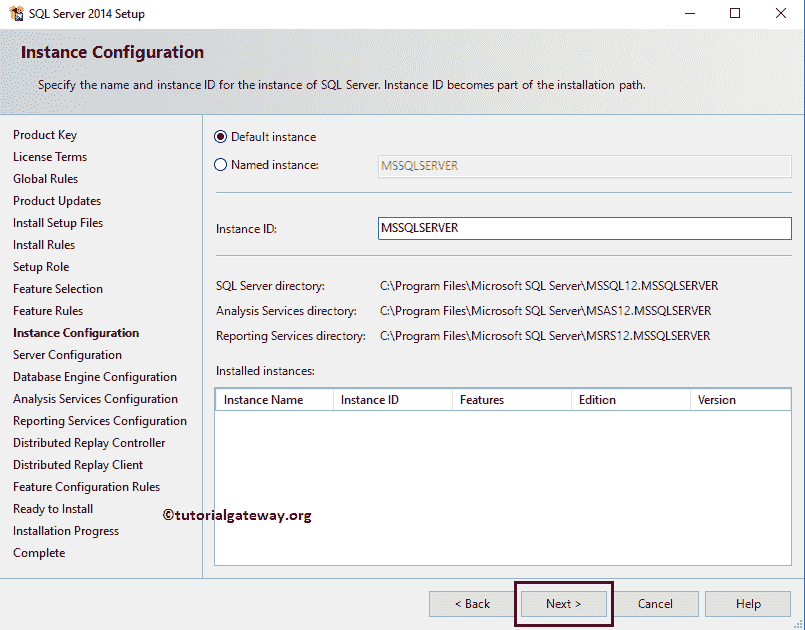 SQL Server 2014 Setup
Instance Configuration
Specify the name and instance ID for the instance of SQL Server. Instance ID becomes part of the installation path.
Product Key
License Terms
Global Rules
Product Updates
Install Setup Files
Install Rules
Setup Role
Feature Selection
Feature Rules
Instance Configuration
Server Configuration
Database Engine Configuration
Analysis Services Configuration
Reporting Services Configuration
Distributed Replay Controller
Distributed Replay Client
Feature Configuration Rules
Ready to Install
Installation Progress
Complete
Default instance
Named instance: MSSQLSERVER
Instance ID: MSSQLSERVER
SQL Server directory: C:\Program Files\Microsoft SQL Server\MSSQL12.MSSQLSERVER
Analysis Services directory: C:\Program Files\Microsoft SQL Server\MSAS12.MSSQLSERVER
Reporting Services directory: C:\Program Files\Microsoft SQL Server\MSRS12.MSSQLSERVER
Installed instances:
Instance Name Instance ID Features Edition Version
©tutorialgateway.org
< Back Next > Cancel Help